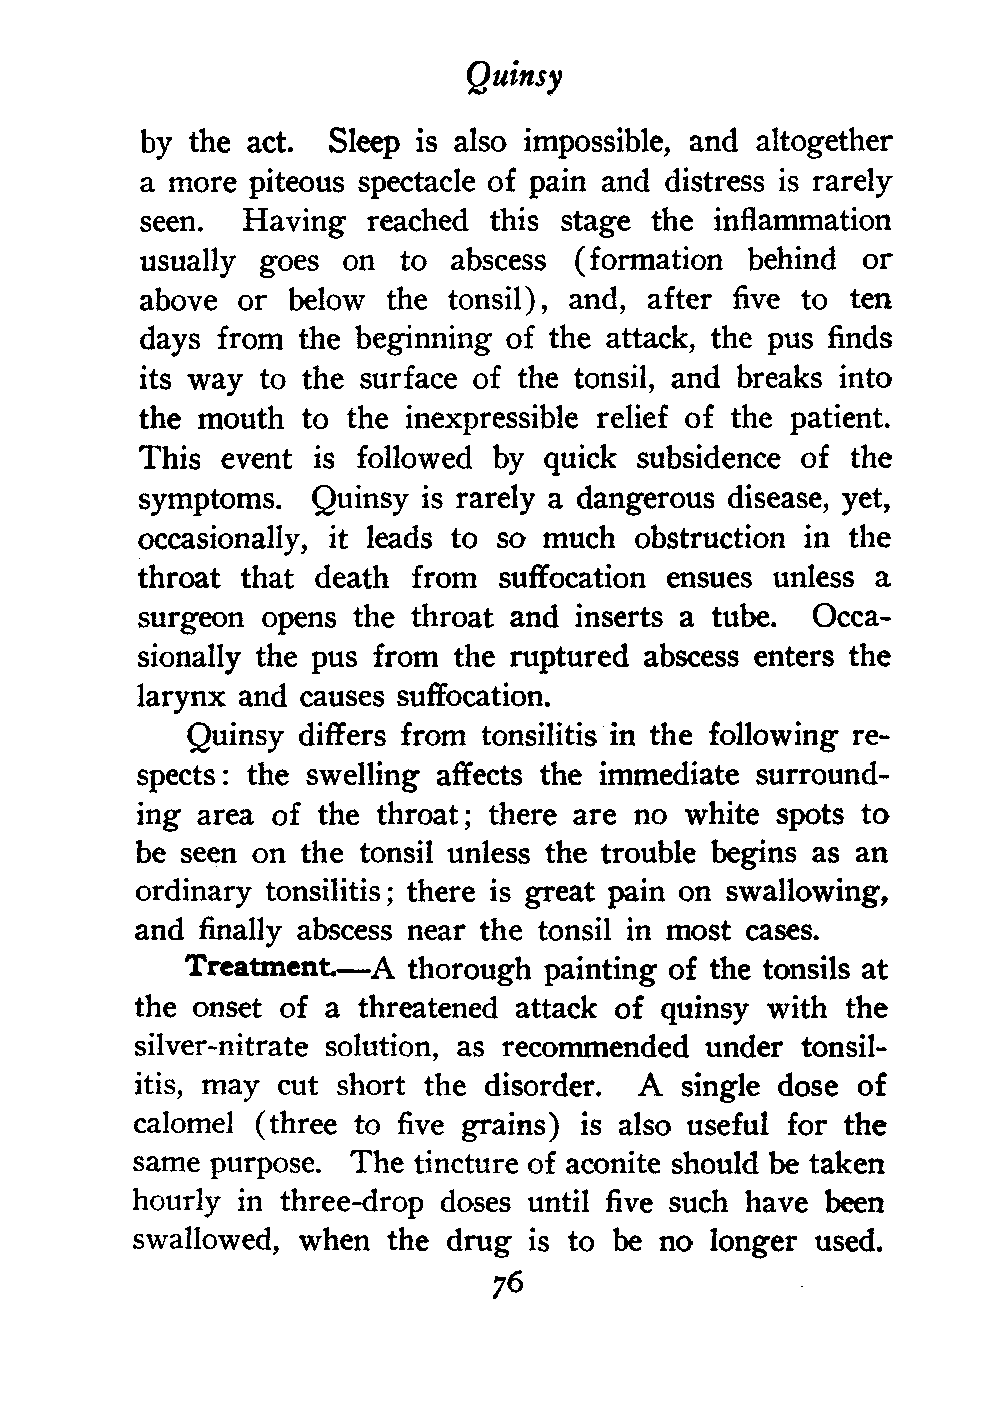 Quinsy
by the act. Sleep is also impossible, and altogether
a more piteous spectacle of pain and distress is rarely
seen. Having reached this stage the inflammation
usually goes on to abscess (formation behind or
above or below the tonsil), and, after five to ten
days from the beginning of the attack, the pus finds
its way to the surface of the tonsil, and breaks into
the mouth to the inexpressible relief of the patient.
This event is followed by quick subsidence of the
symptoms. Quinsy is rarely a dangerous disease, yet,
occasionally, it leads to so much obstruction in the
throat that death from suffocation ensues unless a
surgeon opens the throat and inserts a tube. Occa-
sionally the pus from the ruptured abscess enters the
larynx and causes suffocation.
Quinsy differs from tonsilitis in the following re-
spects: the swelling affects the immediate surround-
ing area of the throat; there are no white spots to
be seen on the tonsil unless the trouble begins as an
ordinary tonsilitis; there is great pain on swallowing,
and finally abscess near the tonsil in most cases.
Treatment.—A thorough painting of the tonsils at
the onset of a threatened attack of quinsy with the
silver-nitrate solution, as recommended under tonsil-
itis, may cut short the disorder. A single dose of
calomel (three to five grains) is also useful for the
same purpose. The tincture of aconite should be taken
hourly in three-drop doses until five such have been
swallowed, when the drug is to be no longer used.
76